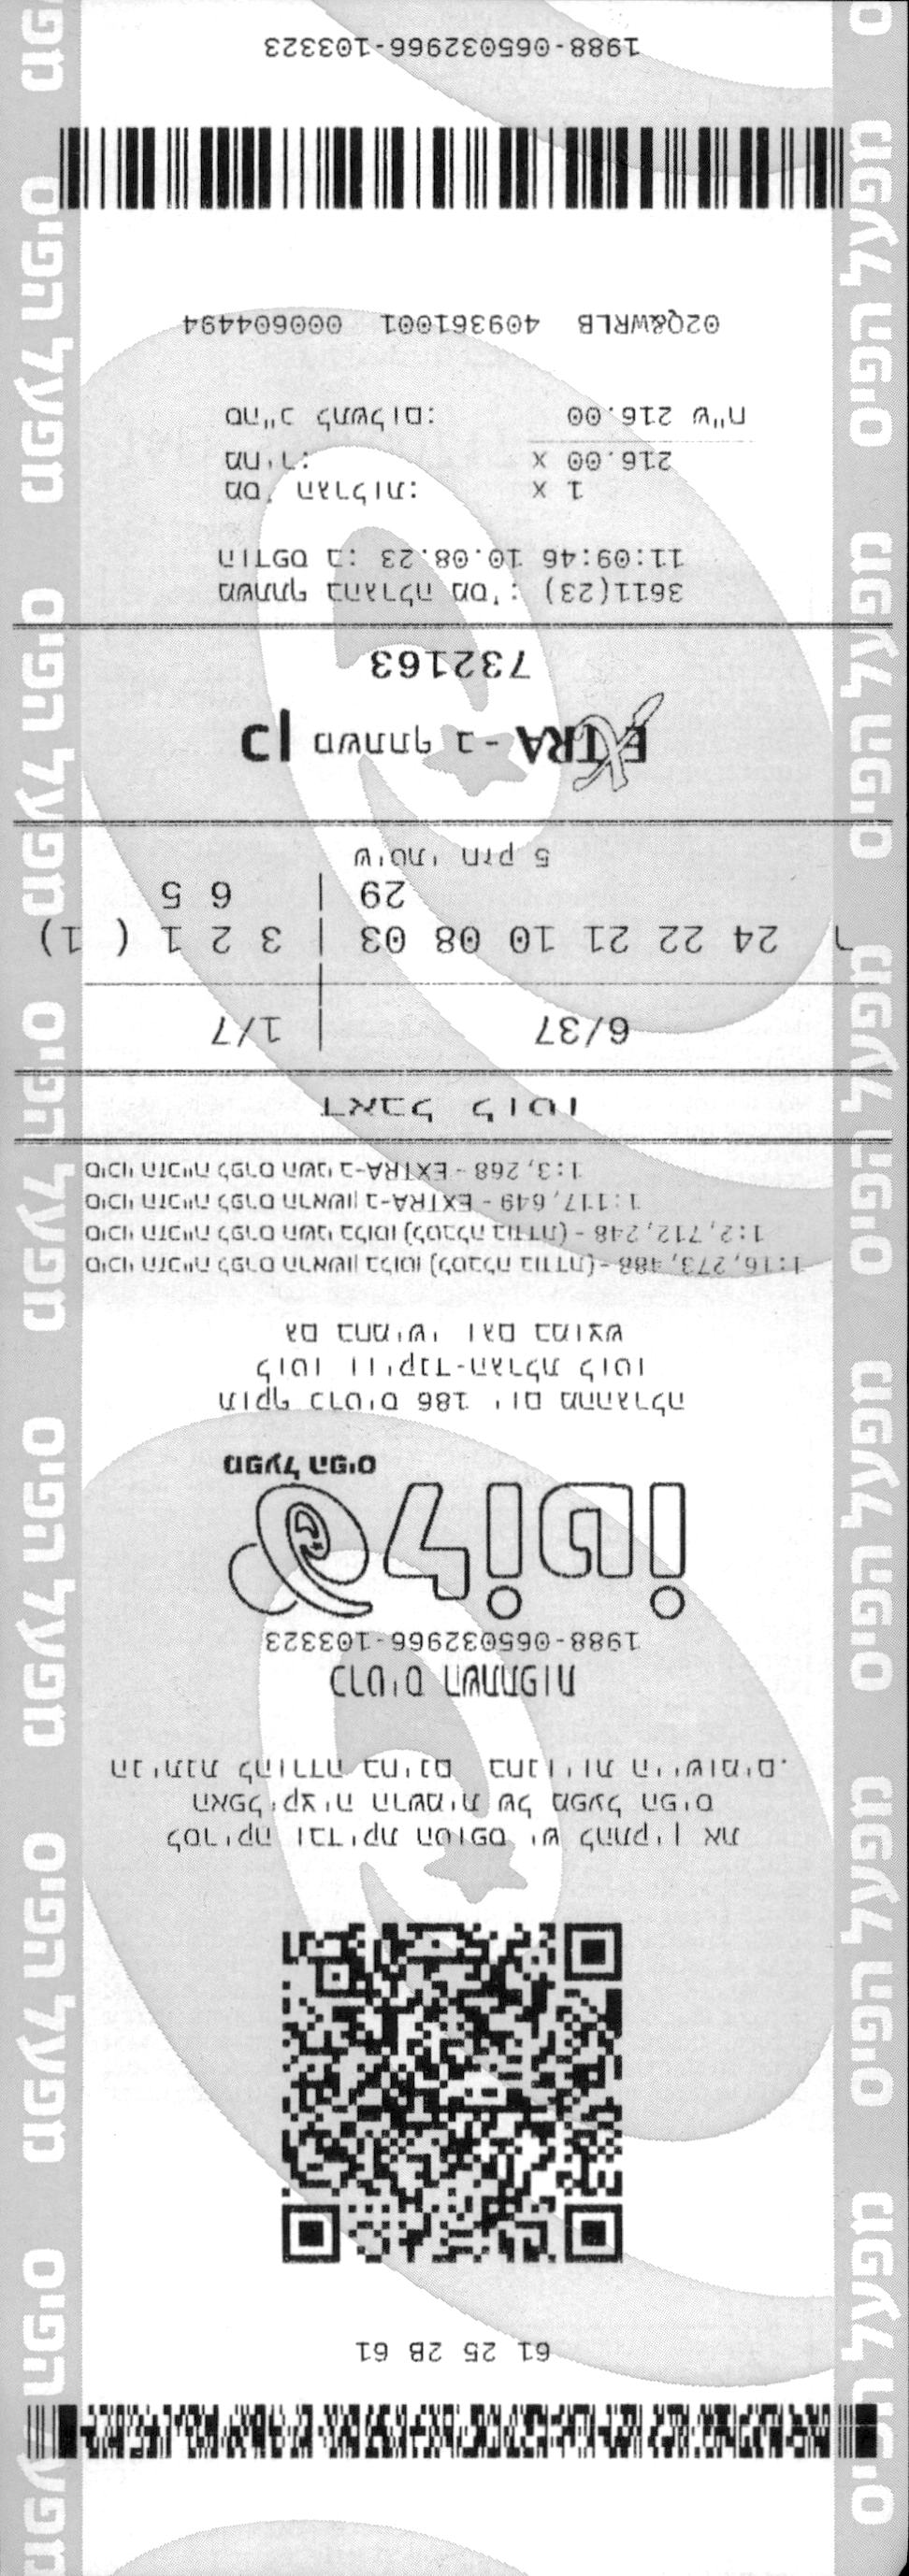 61 25 2B 61
לסריקה ובדיקת הטופס יש להתקין את
האפליקציה הרשמית של מפעל הפיס
הניתנת להורדה בחינם בחנויות היישומים.
כרטיס השתתפות
1988-065032966-103323
לוטו
מפעל הפיס
תוקף כרטיס 186 יום מההגרלה
לוטו וויקנד-הגרלת לוטו
גם בחמישי וגם במוצש
סיכוי הזכייה לפרס הראשון בלוטו (לטבלה בודדת)- 1:16,273,488
סיכוי הזכייה לפרס השני בלוטו (לטבלה בודדת)- 1:2,712,248
סיכוי הזכייה לפרס הראשון ב-EXTRA - 1:117,649
סיכוי הזכייה לפרס השני ב-EXTRA - 1:3,268
דאבל לוטו
6/37 | 1/7
ר 24 22 21 10 08 03 | 3 2 1 ( 1)
29 | 6 5
שיטתי חזק 5
כן משתתף ב- EXTRA
732163
משתתף בהגרלה מס': 3611(23)
הודפס ב: 10.08.23 11:09:46
מס' הגרלות: x 1
מחיר: x 216.00
סה"כ לתשלום: 216.00 ש"ח
02Q&WRLB 409361001 000604494
1988-065032966-103323
מפעל הפיס מפעל הפיס מפעל הפיס מפעל הפיס מפעל הפיס מפעל הפיס
מפעל הפיס מפעל הפיס מפעל הפיס מפעל הפיס מפעל הפיס מפעל הפיס